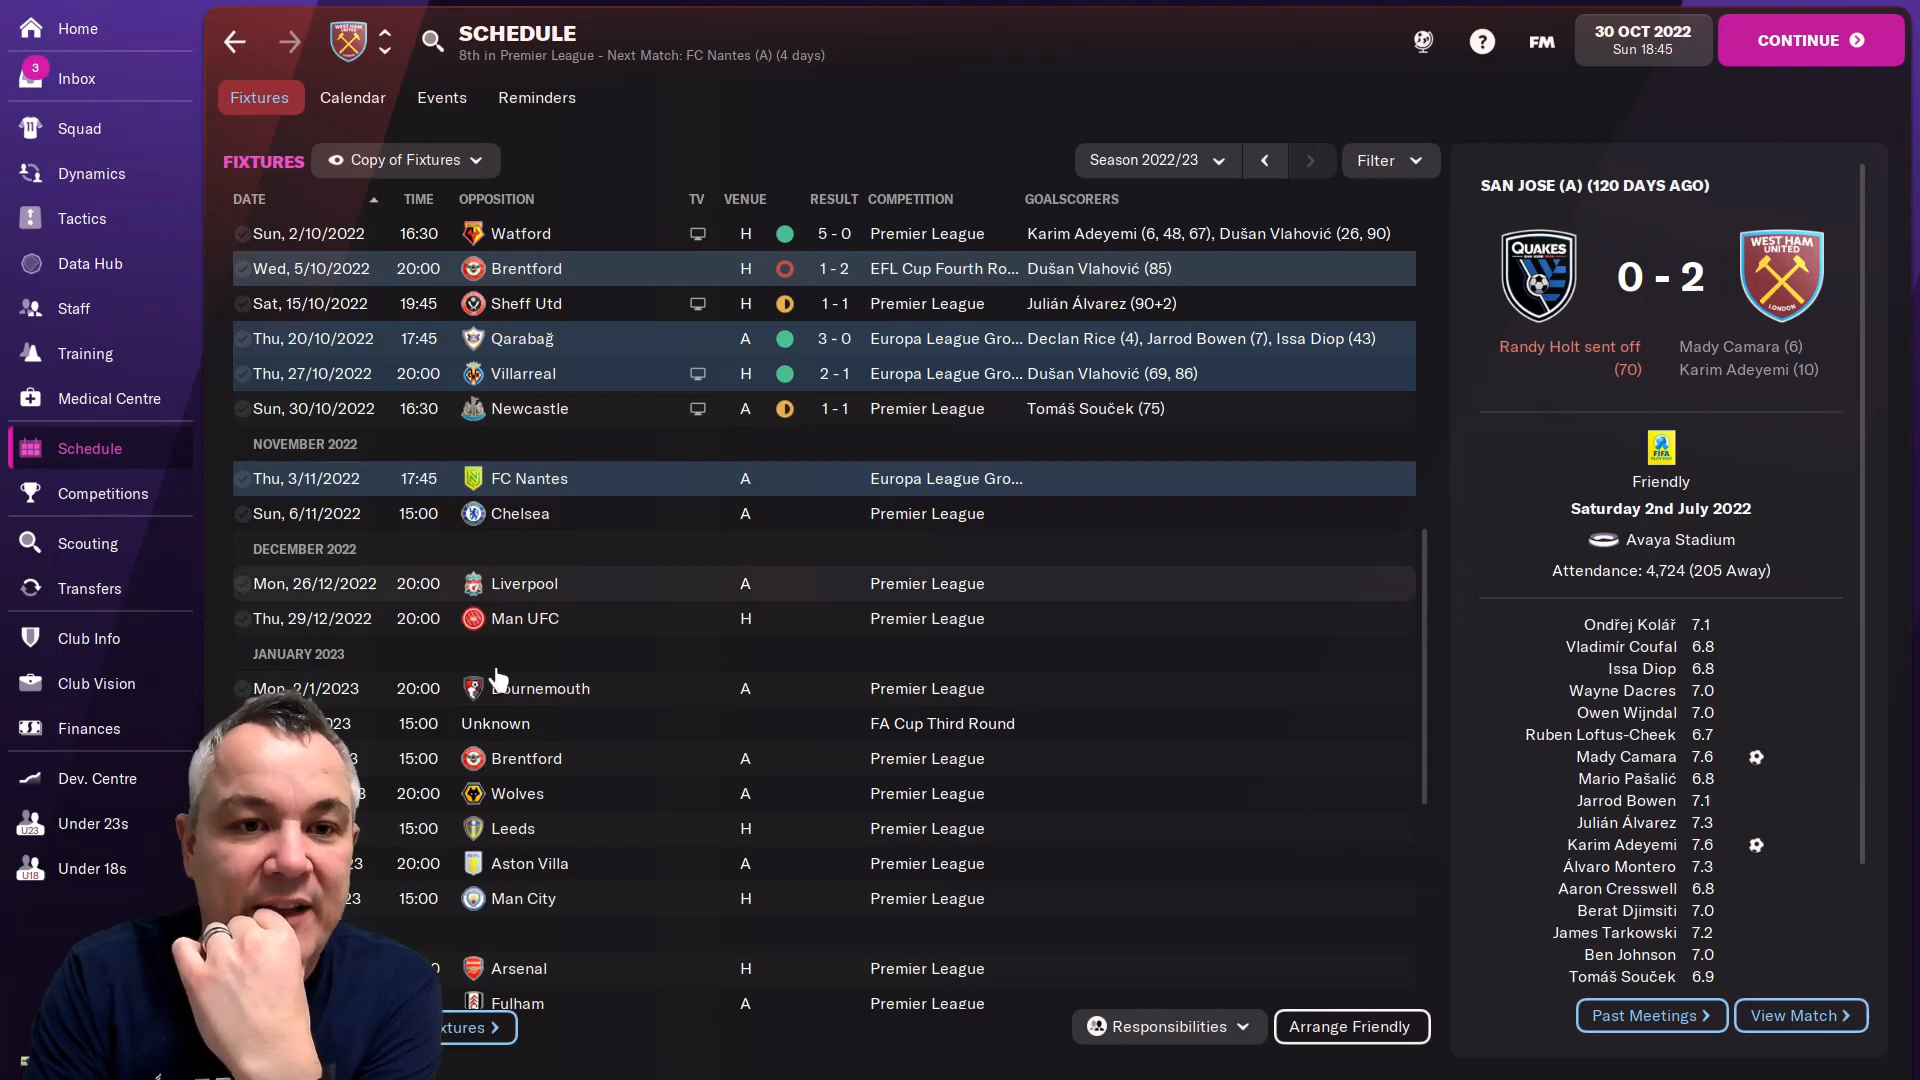 Home
SCHEDULE
8th in Premier League - Next Match: FC Nantes (A) (4 days)
FM
30 OCT 2022
Sun 18:45
CONTINUE
3
Inbox
Squad
Dynamics
Tactics
Data Hub
Staff
Training
Medical Centre
Schedule
Competitions
Scouting
Transfers
Club Info
Club Vision
Finances
Dev. Centre
U23 Under 23s
U18 Under 18s
Fixtures Calendar Events Reminders
FIXTURES Copy of Fixtures Season 2022/23 Filter
DATE TIME OPPOSITION TV VENUE RESULT COMPETITION GOALSCORERS
Sun, 2/10/2022 16:30 Watford H 5 - 0 Premier League Karim Adeyemi (6, 48, 67), Dušan Vlahović (26, 90)
Wed, 5/10/2022 20:00 Brentford H 1 - 2 EFL Cup Fourth Ro... Dušan Vlahović (85)
Sat, 15/10/2022 19:45 Sheff Utd H 1 - 1 Premier League Julián Álvarez (90+2)
Thu, 20/10/2022 17:45 Qarabağ A 3 - 0 Europa League Gro... Declan Rice (4), Jarrod Bowen (7), Issa Diop (43)
Thu, 27/10/2022 20:00 Villarreal H 2 - 1 Europa League Gro... Dušan Vlahović (69, 86)
Sun, 30/10/2022 16:30 Newcastle A 1 - 1 Premier League Tomáš Souček (75)
NOVEMBER 2022
Thu, 3/11/2022 17:45 FC Nantes A Europa League Gro...
Sun, 6/11/2022 15:00 Chelsea A Premier League
DECEMBER 2022
Mon, 26/12/2022 20:00 Liverpool A Premier League
Thu, 29/12/2022 20:00 Man UFC H Premier League
JANUARY 2023
Mon, 2/1/2023 20:00 Bournemouth A Premier League
023 15:00 Unknown FA Cup Third Round
3 15:00 Brentford A Premier League
3 20:00 Wolves A Premier League
15:00 Leeds H Premier League
23 20:00 Aston Villa A Premier League
23 15:00 Man City H Premier League
0 Arsenal H Premier League
Fulham A Premier League
xtures
Responsibilities
Arrange Friendly
SAN JOSE (A) (120 DAYS AGO)
QUAKES
0 - 2
WEST HAM
UNITED
LONDON
Randy Holt sent off
(70)
Mady Camara (6)
Karim Adeyemi (10)
Friendly
Saturday 2nd July 2022
Avaya Stadium
Attendance: 4,724 (205 Away)
Ondřej Kolář 7.1
Vladimír Coufal 6.8
Issa Diop 6.8
Wayne Dacres 7.0
Owen Wijndal 7.0
Ruben Loftus-Cheek 6.7
Mady Camara 7.6
Mario Pašalić 6.8
Jarrod Bowen 7.1
Julián Álvarez 7.3
Karim Adeyemi 7.6
Álvaro Montero 7.3
Aaron Cresswell 6.8
Berat Djimsiti 7.0
James Tarkowski 7.2
Ben Johnson 7.0
Tomáš Souček 6.9
Past Meetings
View Match